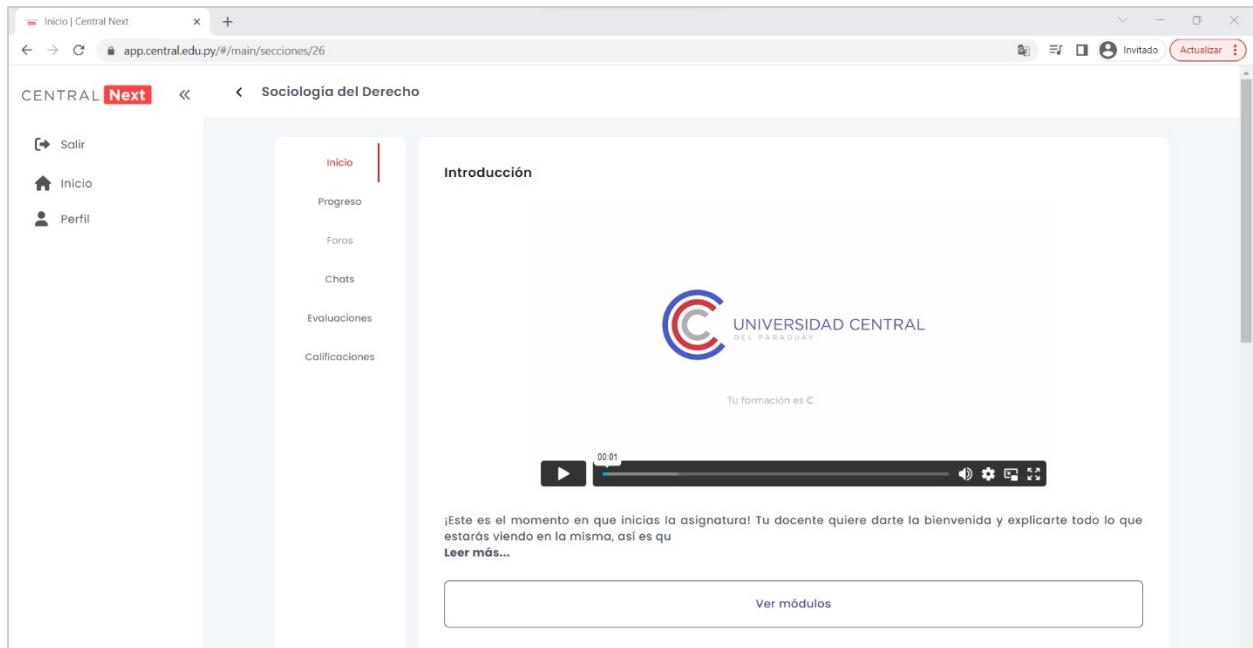 Inicio | Central Next
app.central.edu.py/#/main/secciones/26
Invitado
Actualizar
CENTRAL Next
Sociología del Derecho
Salir
Inicio
Perfil
Inicio
Progreso
Foros
Chats
Evaluaciones
Calificaciones
Introducción
UNIVERSIDAD CENTRAL
DEL PARAGUAY
Tu formación es C
00:01
¡Este es el momento en que inicias la asignatura! Tu docente quiere darte la bienvenida y explicarte todo lo que
estarás viendo en la misma, así es qu
Leer más...
Ver módulos